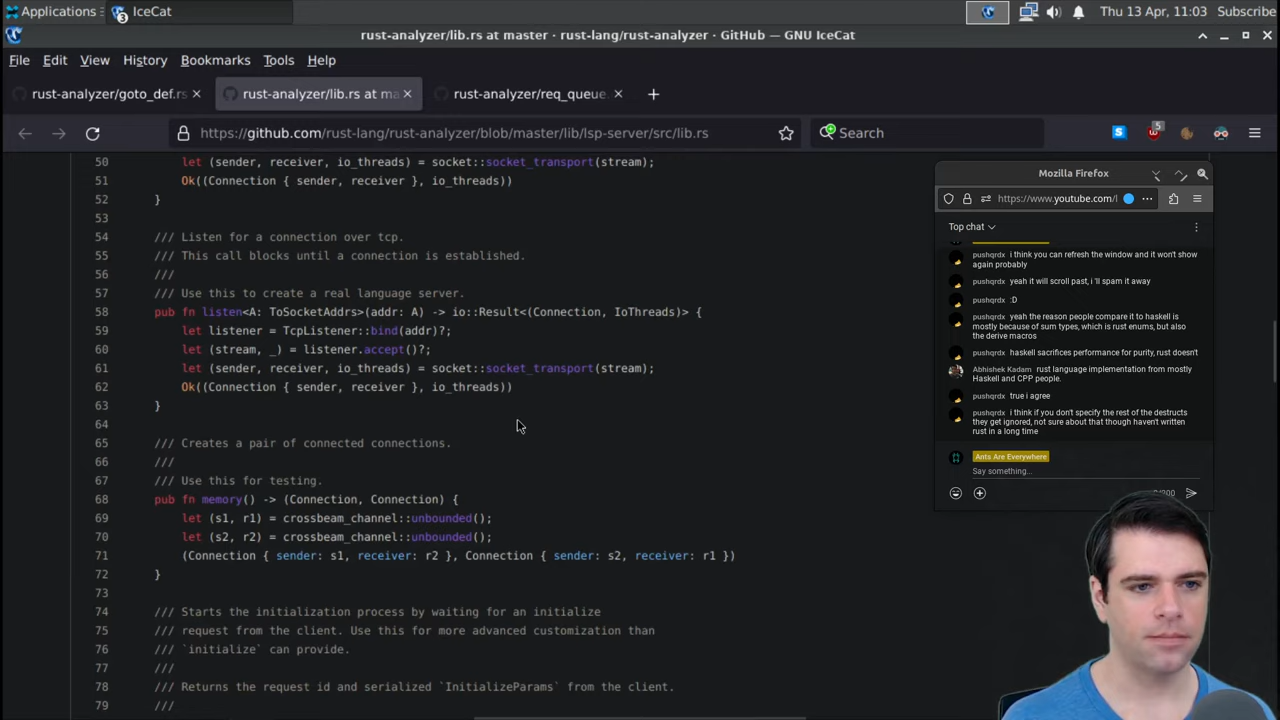 Applications
3
IceCat
Thu 13 Apr, 11:03
Subscribe
rust-analyzer/lib.rs at master · rust-lang/rust-analyzer · GitHub — GNU IceCat
File Edit View History Bookmarks Tools Help
rust-analyzer/goto_def.rs
rust-analyzer/lib.rs at ma
rust-analyzer/req_queue.
https://github.com/rust-lang/rust-analyzer/blob/master/lib/lsp-server/src/lib.rs
Search
5
50 let (sender, receiver, io_threads) = socket::socket_transport(stream);
51 Ok((Connection { sender, receiver }, io_threads))
52 }
53
54 /// Listen for a connection over tcp.
55 /// This call blocks until a connection is established.
56 ///
57 /// Use this to create a real language server.
58 pub fn listen<A: ToSocketAddrs>(addr: A) -> io::Result<(Connection, IoThreads)> {
59 let listener = TcpListener::bind(addr)?;
60 let (stream, _) = listener.accept()?;
61 let (sender, receiver, io_threads) = socket::socket_transport(stream);
62 Ok((Connection { sender, receiver }, io_threads))
63 }
64
65 /// Creates a pair of connected connections.
66 ///
67 /// Use this for testing.
68 pub fn memory() -> (Connection, Connection) {
69 let (s1, r1) = crossbeam_channel::unbounded();
70 let (s2, r2) = crossbeam_channel::unbounded();
71 (Connection { sender: s1, receiver: r2 }, Connection { sender: s2, receiver: r1 })
72 }
73
74 /// Starts the initialization process by waiting for an initialize
75 /// request from the client. Use this for more advanced customization than
76 /// `initialize` can provide.
77 ///
78 /// Returns the request id and serialized `InitializeParams` from the client.
79 ///
Mozilla Firefox
https://www.youtube.com/l
Top chat
pushqrdx i think you can refresh the window and it won't show
again probably
pushqrdx yeah it will scroll past, i 'll spam it away
pushqrdx :D
pushqrdx yeah the reason people compare it to haskell is
mostly because of sum types, which is rust enums, but also
the derive macros
pushqrdx haskell sacrifices performance for purity, rust doesn't
Abhishek Kadam rust language implementation from mostly
Haskell and CPP people.
pushqrdx true i agree
pushqrdx i think if you don't specify the rest of the destructs
they get ignored, not sure about that though haven't written
rust in a long time
Ants Are Everywhere
Say something...